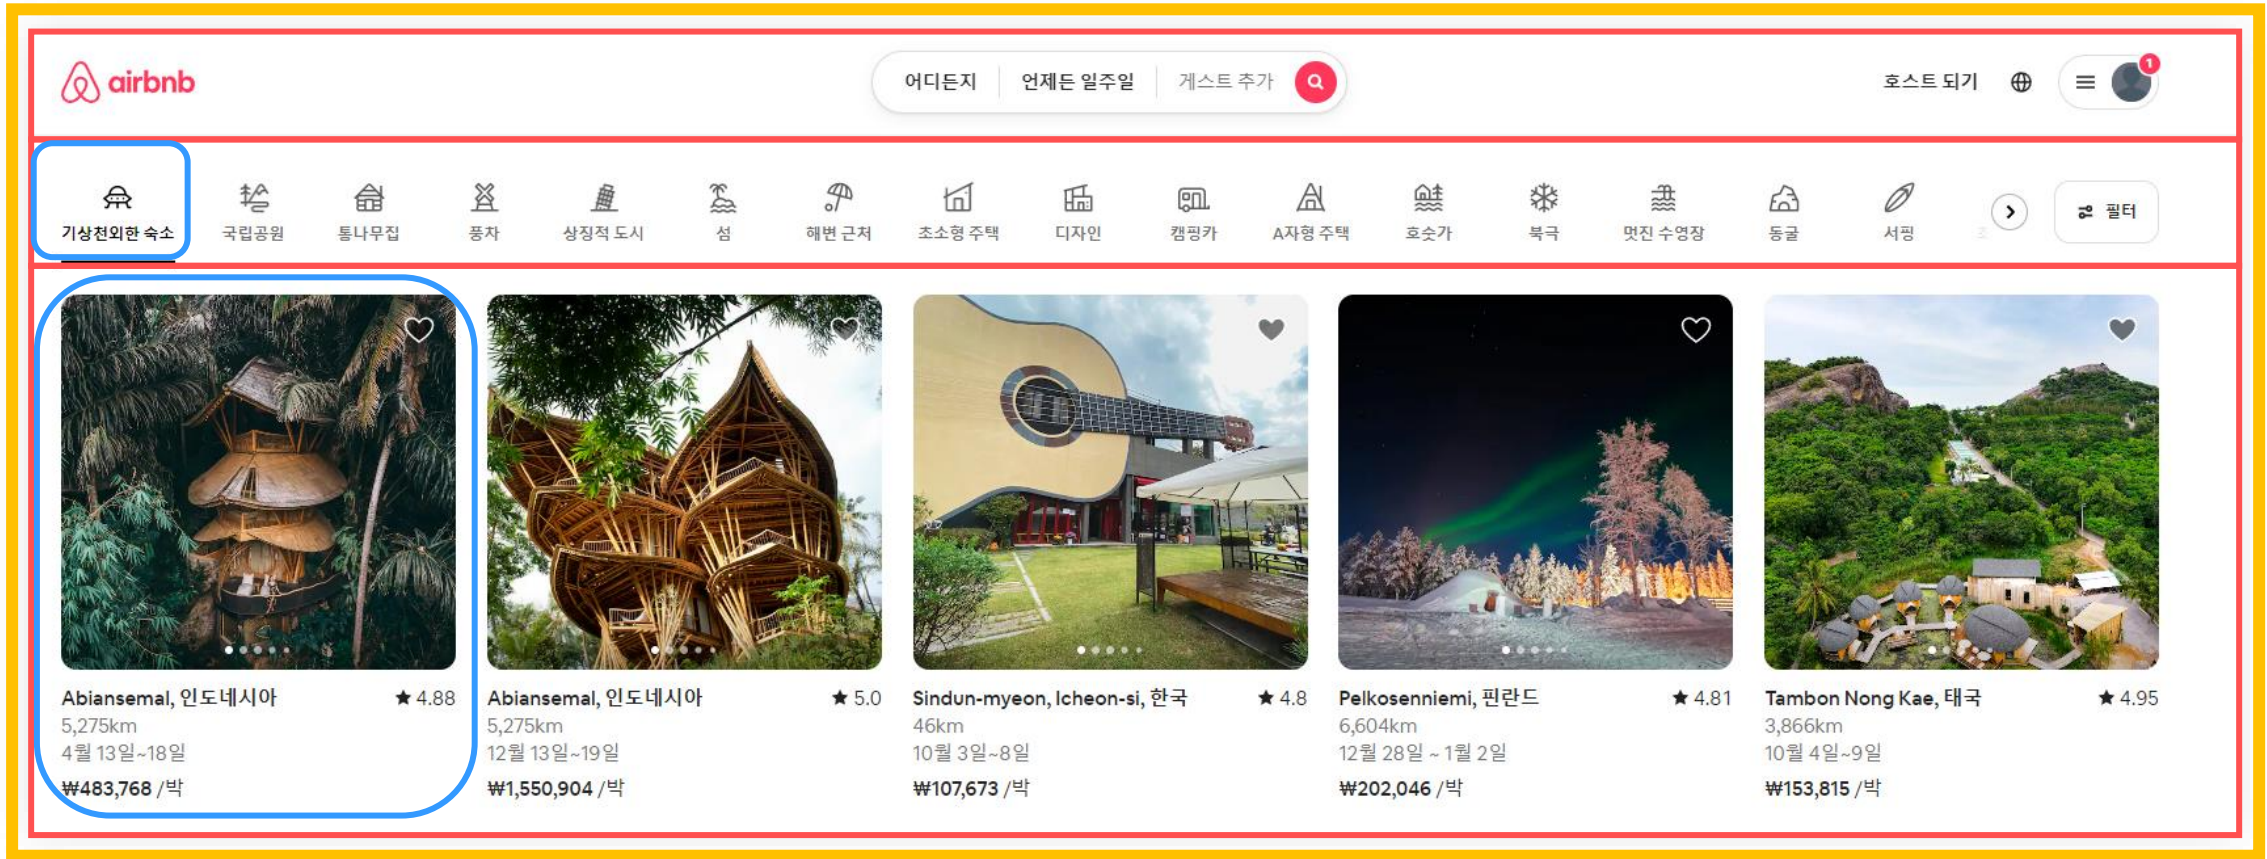 airbnb
어디든지 언제든 일주일 게스트 추가
호스트 되기
1
기상천외한 숙소 국립공원 통나무집 풍차 상징적 도시 섬 해변 근처 초소형 주택 디자인 캠핑카 A자형 주택 호숫가 북극 멋진 수영장 동굴 서핑
필터
Abiansemal, 인도네시아 ★ 4.88
5,275km
4월 13일~18일
₩483,768 /박
Abiansemal, 인도네시아 ★ 5.0
5,275km
12월 13일~19일
₩1,550,904 /박
Sindun-myeon, Icheon-si, 한국 ★ 4.8
46km
10월 3일~8일
₩107,673 /박
Pelkosenniemi, 핀란드 ★ 4.81
6,604km
12월 28일 ~ 1월 2일
₩202,046 /박
Tambon Nong Kae, 태국 ★ 4.95
3,866km
10월 4일~9일
₩153,815 /박